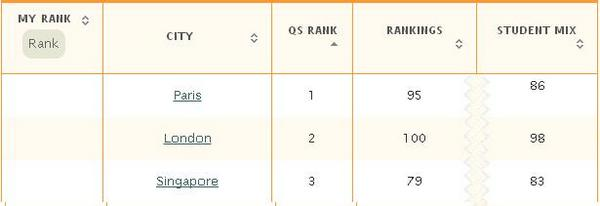 MY RANK CITY QS RANK RANKINGS STUDENT MIX
Rank
Paris 1 95 86
London 2 100 98
Singapore 3 79 83